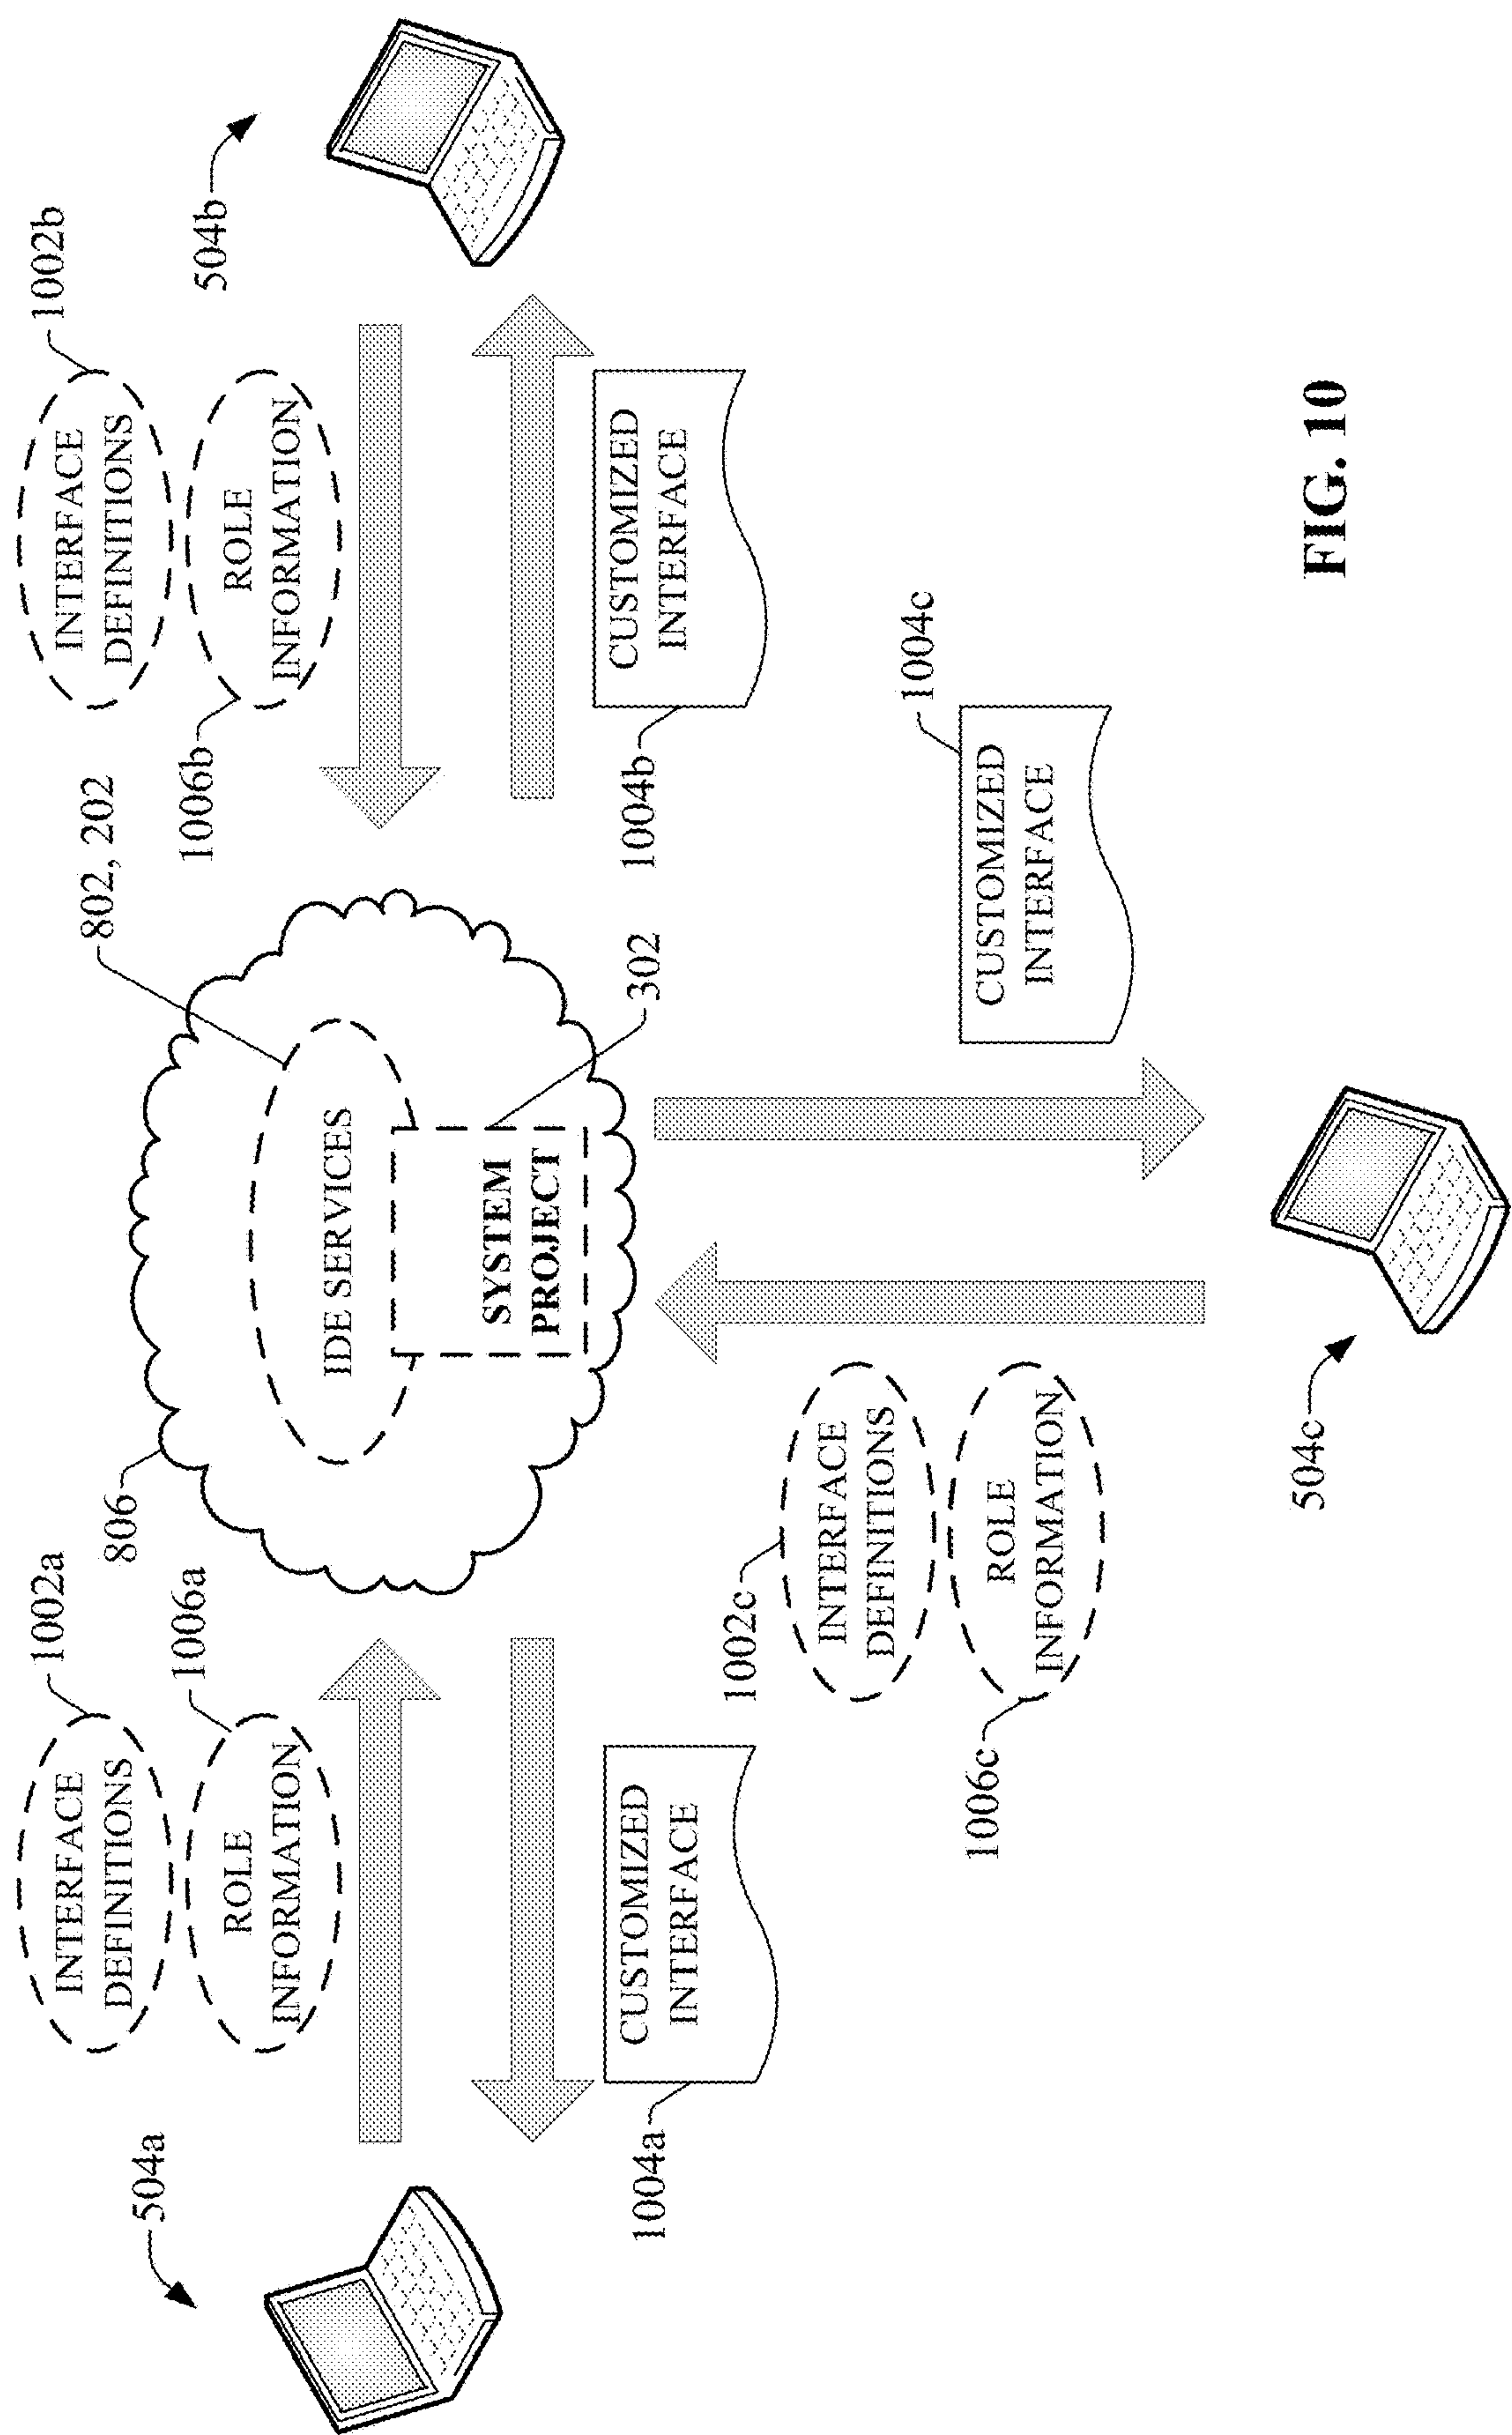 1002a
INTERFACE
DEFINITIONS
1006a
ROLE
INFORMATION
504a
CUSTOMIZED
INTERFACE
1004a
806
802, 202
IDE SERVICES
SYSTEM
PROJECT
302
1002b
INTERFACE
DEFINITIONS
504b
1006b
ROLE
INFORMATION
CUSTOMIZED
INTERFACE
1004b
1002c
INTERFACE
DEFINITIONS
1006c
ROLE
INFORMATION
1004c
CUSTOMIZED
INTERFACE
504c
FIG. 10